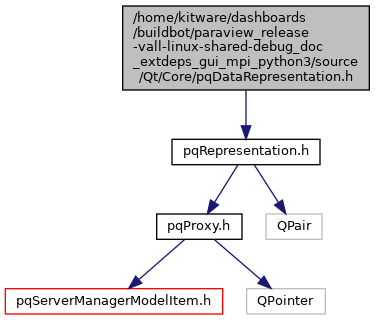 /home/kitware/dashboards
/buildbot/paraview_release
-vall-linux-shared-debug_doc
_extdeps_gui_mpi_python3/source
/Qt/Core/pqDataRepresentation.h
pqRepresentation.h
pqProxy.h
QPair
pqServerManagerModelItem.h
QPointer